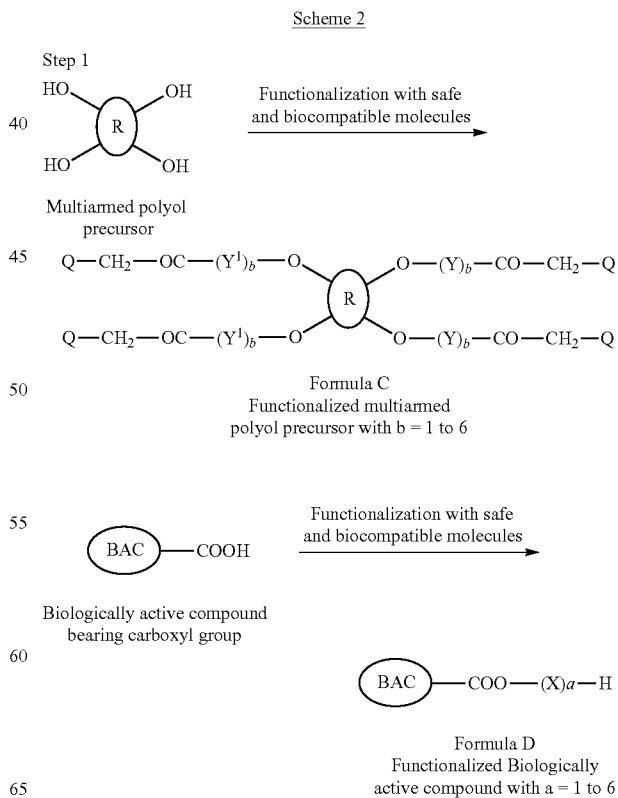 Scheme 2
Step 1
HO OH
Functionalization with safe
and biocompatible molecules
40
R
HO OH
Multiarmed polyol
precursor
45
Q—CH2—OC—(Y1)b—O O—(Y)b—CO—CH2—Q
R
Q—CH2—OC—(Y1)b—O O—(Y)b—CO—CH2—Q
50
Formula C
Functionalized multiarmed
polyol precursor with b = 1 to 6
55
Functionalization with safe
and biocompatible molecules
BAC—COOH
Biologically active compound
bearing carboxyl group
60
BAC—COO—(X)a—H
Formula D
Functionalized Biologically
active compound with a = 1 to 6
65